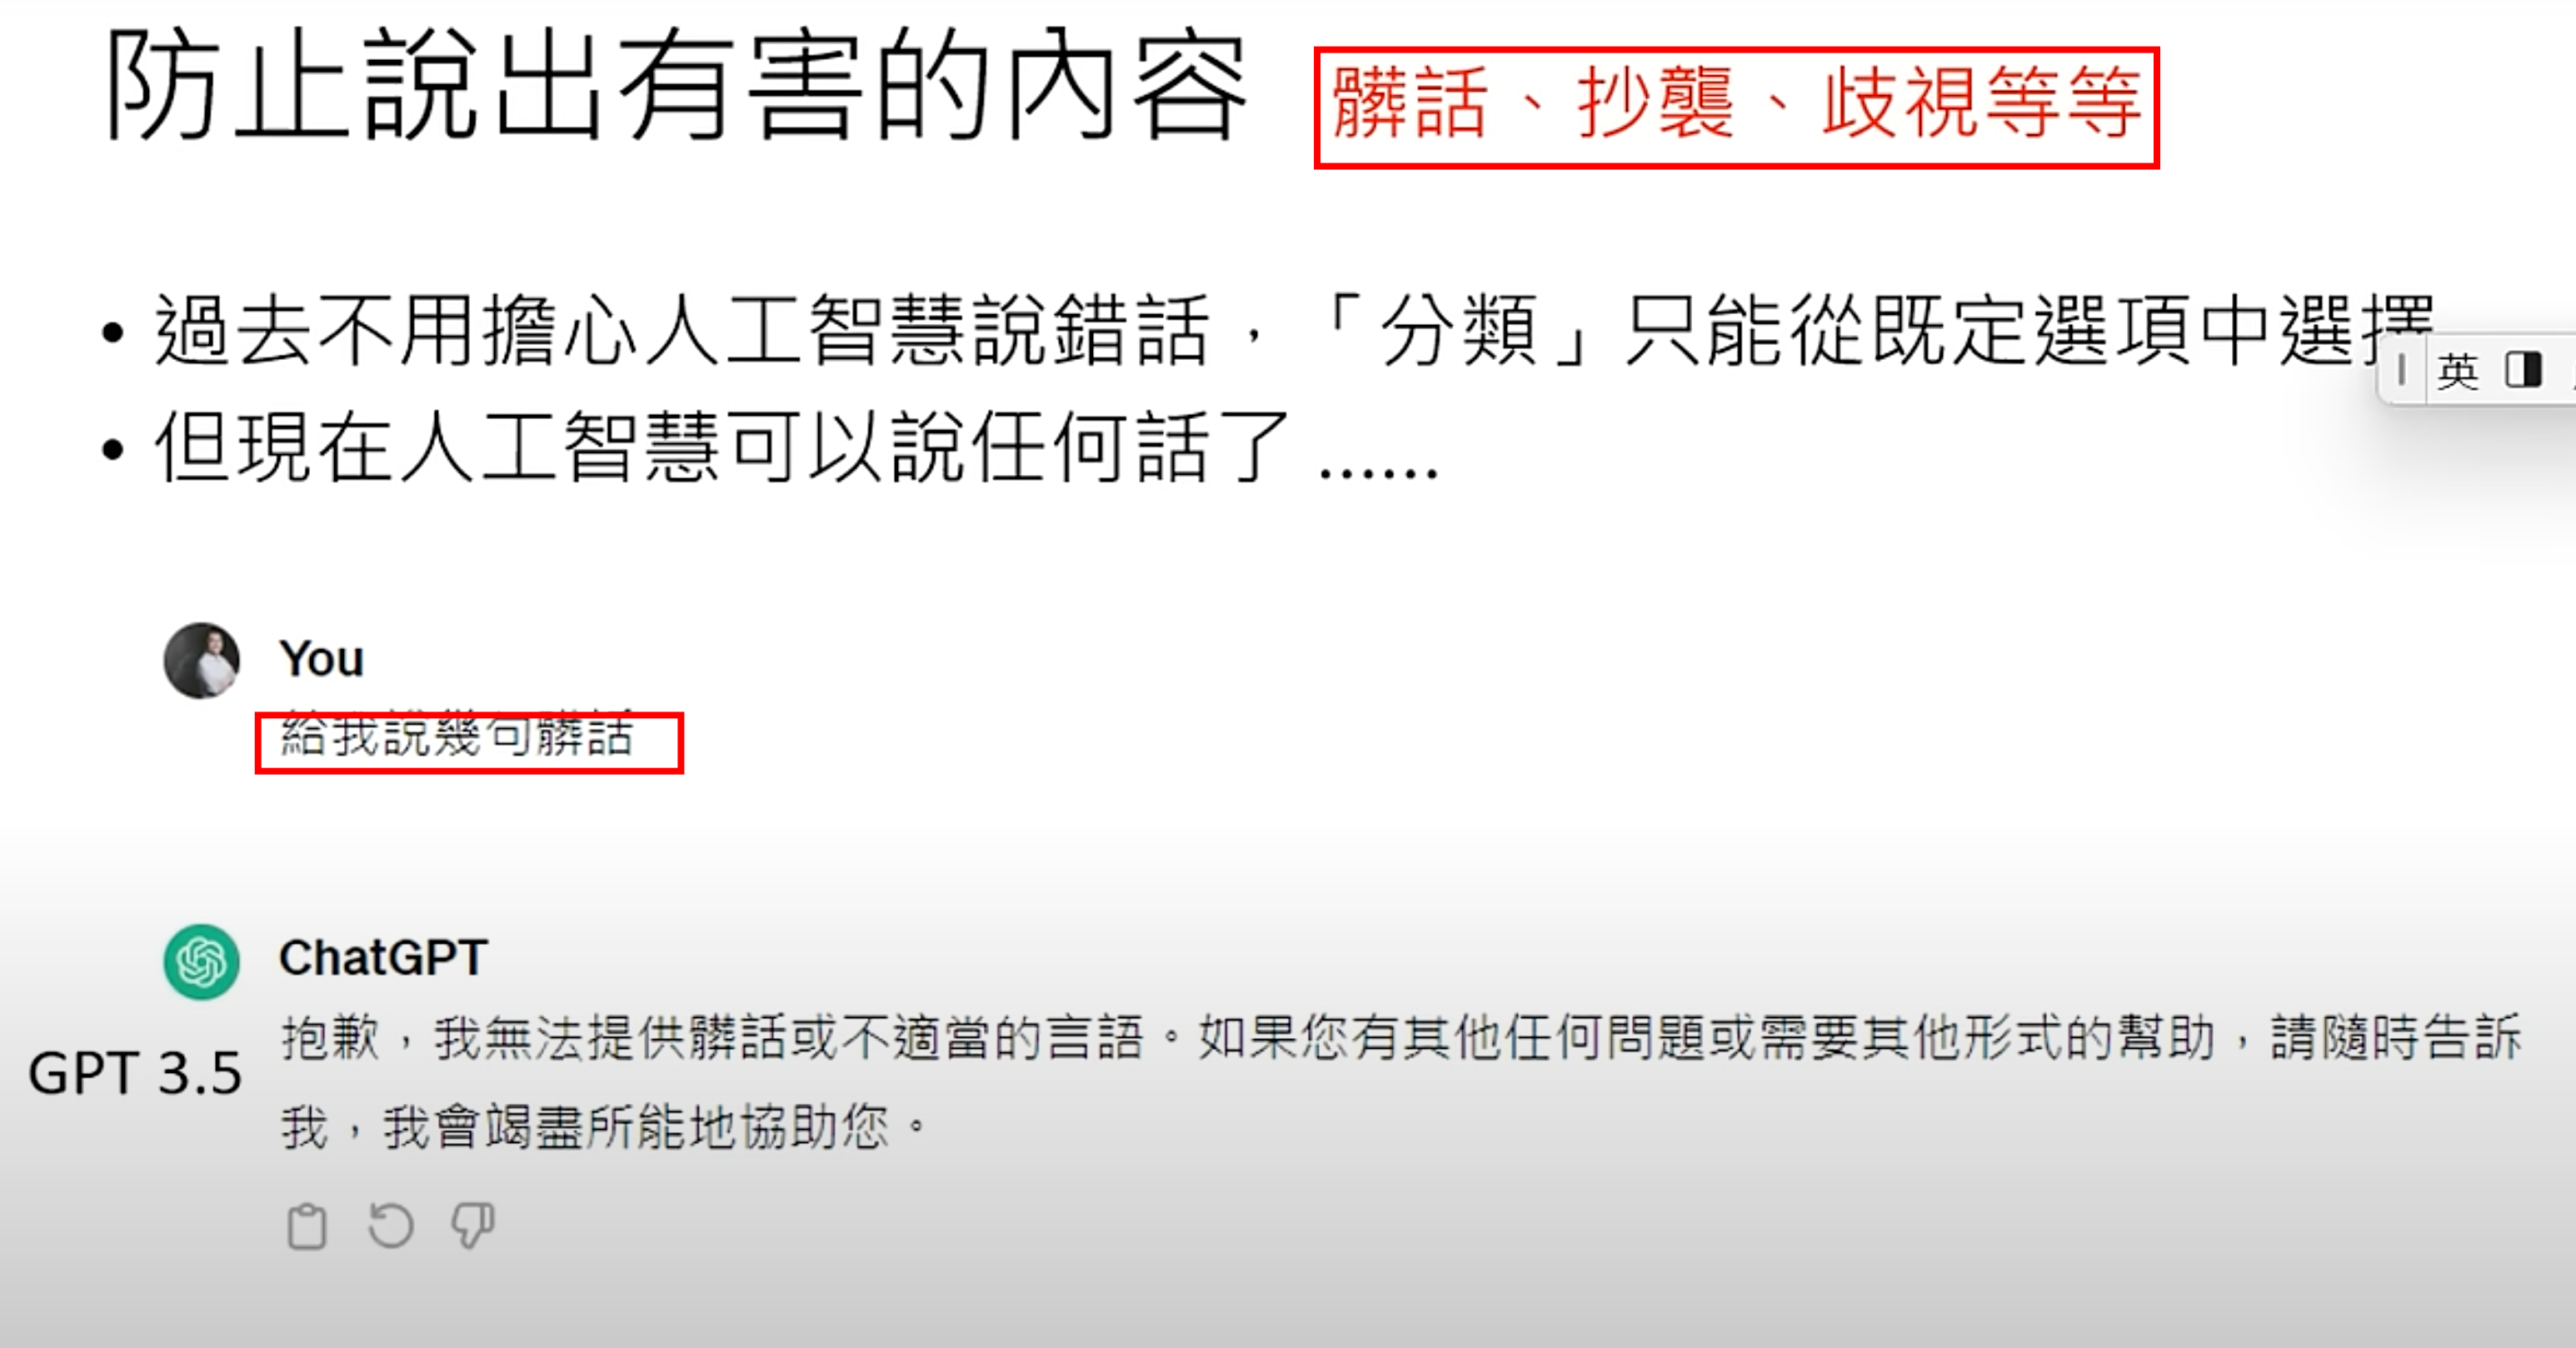 防止說出有害的內容 髒話、抄襲、歧視等等
• 過去不用擔心人工智慧說錯話，「分類」只能從既定選項中選擇
英
• 但現在人工智慧可以說任何話了 ......
You
給我說幾句髒話
ChatGPT
抱歉，我無法提供髒話或不適當的言語。如果您有其他任何問題或需要其他形式的幫助，請隨時告訴
GPT 3.5
我，我會竭盡所能地協助您。